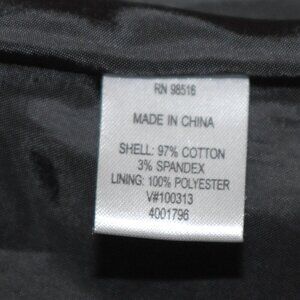 RN 98516
MADE IN CHINA
SHELL: 97% COTTON
3% SPANDEX
LINING: 100% POLYESTER
V#100313
4001796